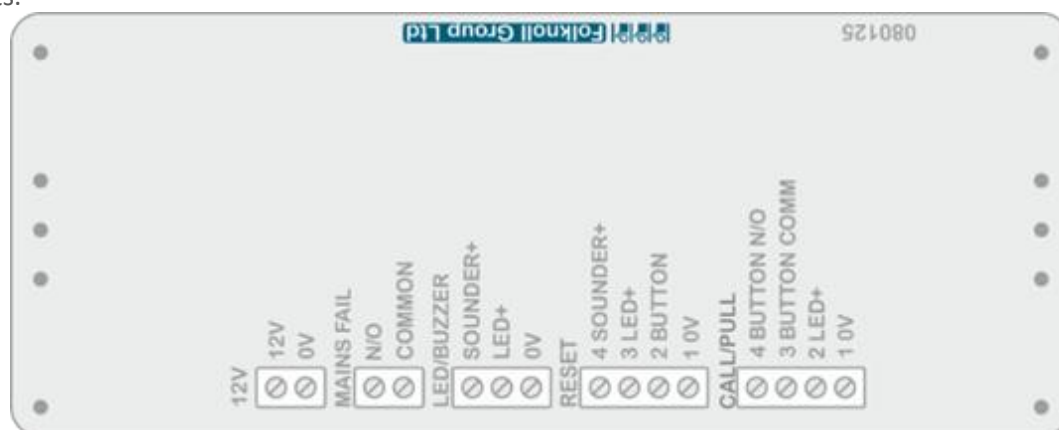 Folknoll Group Ltd
080125
12V
12V
0V
MAINS FAIL
N/O
COMMON
LED/BUZZER
SOUNDER+
LED+
0V
RESET
4 SOUNDER+
3 LED+
2 BUTTON
1 0V
CALL/PULL
4 BUTTON N/O
3 BUTTON COMM
2 LED+
1 0V